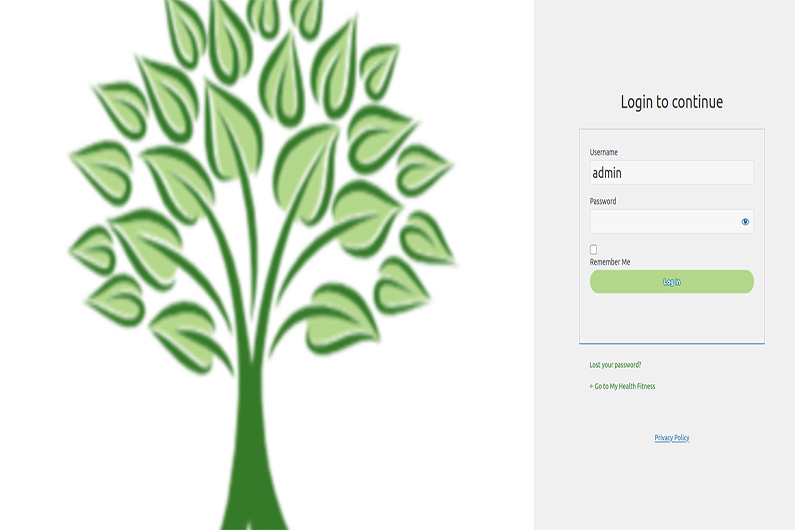 Login to continue
Username
admin
Password
Remember Me
Log In
Lost your password?
← Go to My Health Fitness
Privacy Policy